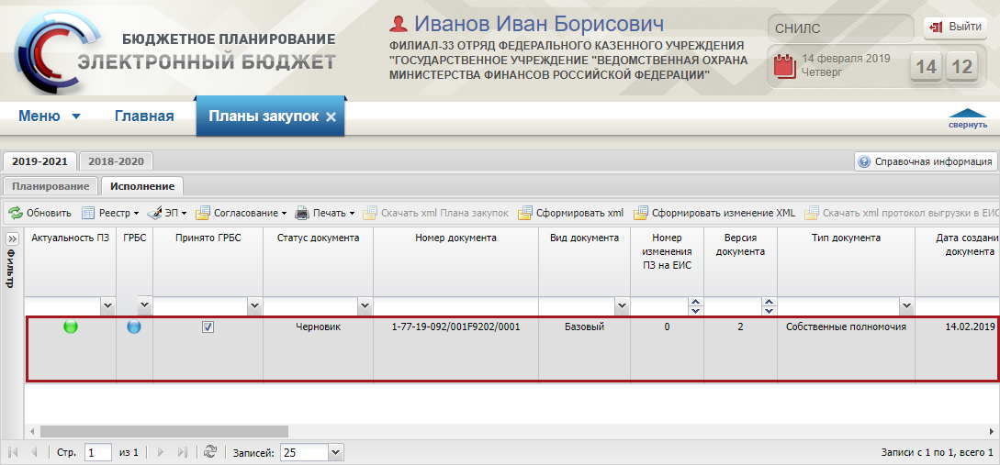 БЮДЖЕТНОЕ ПЛАНИРОВАНИЕ
ЭЛЕКТРОННЫЙ БЮДЖЕТ
Иванов Иван Борисович
ФИЛИАЛ-33 ОТРЯД ФЕДЕРАЛЬНОГО КАЗЕННОГО УЧРЕЖДЕНИЯ
"ГОСУДАРСТВЕННОЕ УЧРЕЖДЕНИЕ "ВЕДОМСТВЕННАЯ ОХРАНА
МИНИСТЕРСТВА ФИНАНСОВ РОССИЙСКОЙ ФЕДЕРАЦИИ"
СНИЛС
Выйти
14 февраля 2019
Четверг
14 12
Меню Главная Планы закупок
свернуть
2019-2021 2018-2020 Справочная информация
Планирование Исполнение
Обновить Реестр ЭП Согласование Печать Скачать xml Плана закупок Сформировать xml Сформировать изменение XML Скачать xml протокол выгрузки в ЕИС
Фильтр
Актуальность ПЗ ГРБС Принято ГРБС Статус документа Номер документа Вид документа Номер изменения ПЗ на ЕИС Версия документа Тип документа Дата создани документа
Черновик 1-77-19-092/001F9202/0001 Базовый 0 2 Собственные полномочия 14.02.2019
Стр. 1 из 1 Записей: 25 Записи с 1 по 1, всего 1